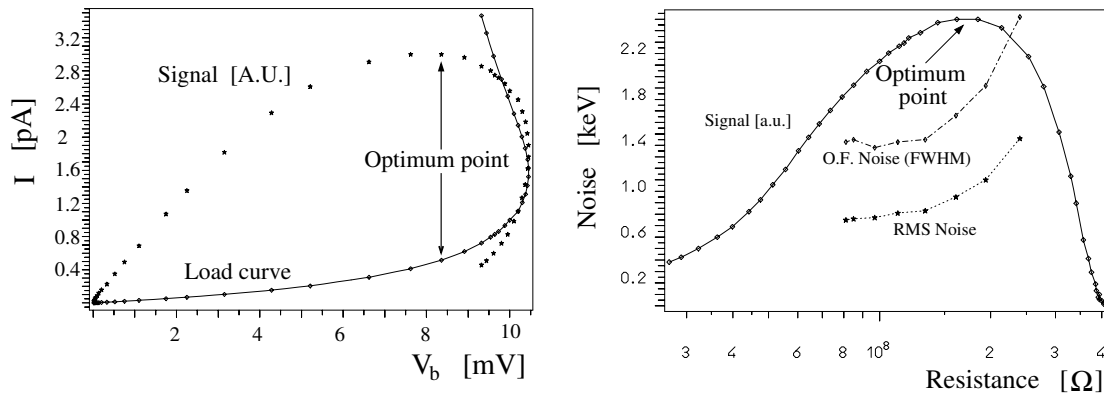 3.2
2.8
2.4
2
1.6
1.2
0.8
0.4
I [pA]
Signal [A.U.]
Optimum point
Load curve
2
4
6
8
10
V_b [mV]
2.2
1.8
1.4
1.0
0.6
0.2
Noise [keV]
Optimum
point
Signal [a.u.]
O.F. Noise (FWHM)
RMS Noise
3
4
6
8
10⁸
2
3
4
Resistance [Ω]